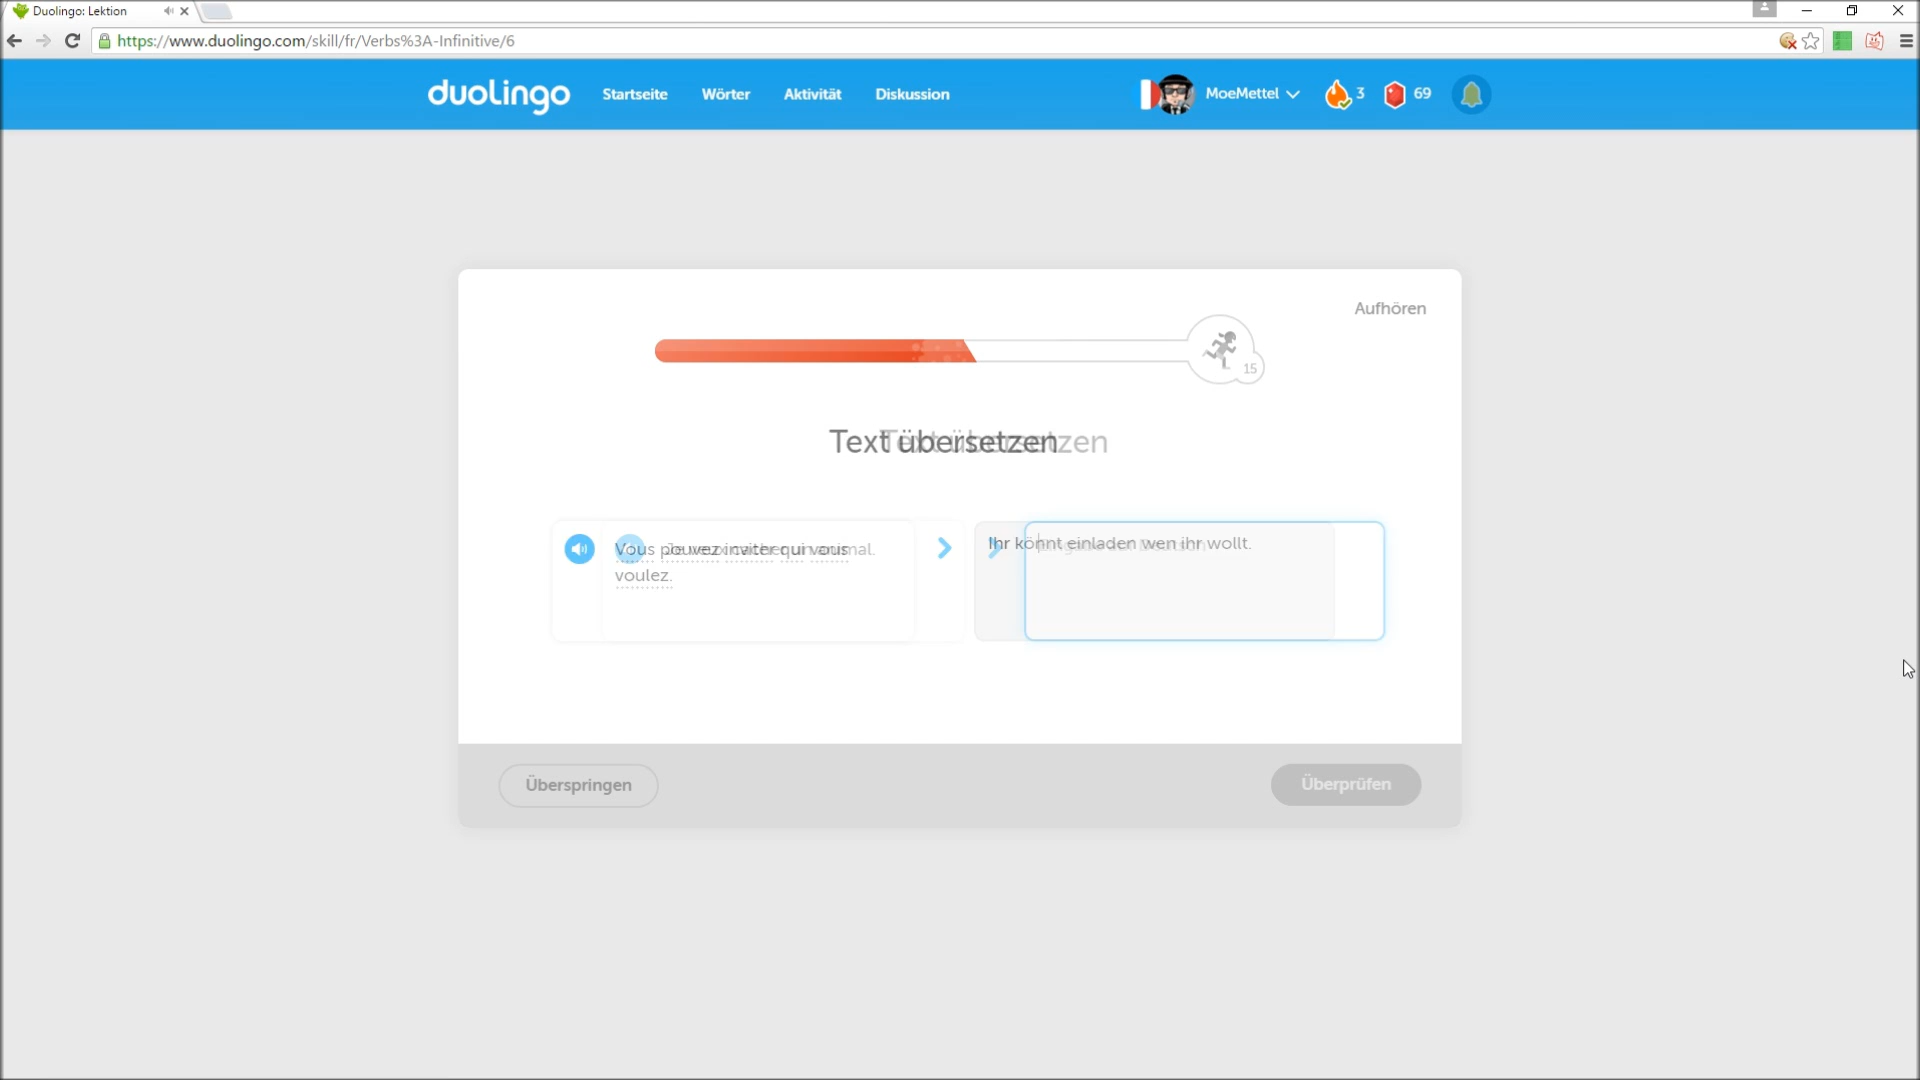 Duolingo: Lektion
https://www.duolingo.com/skill/fr/Verbs%3A-Infinitive/6
duolingo Startseite Wörter Aktivität Diskussion MoeMettel 3 69
Aufhören
15
Text übersetzen Text übersetzen
Vous pouvez inviter qui vous
voulez.
Ihr könnt einladen wen ihr wollt.
Überspringen Überprüfen